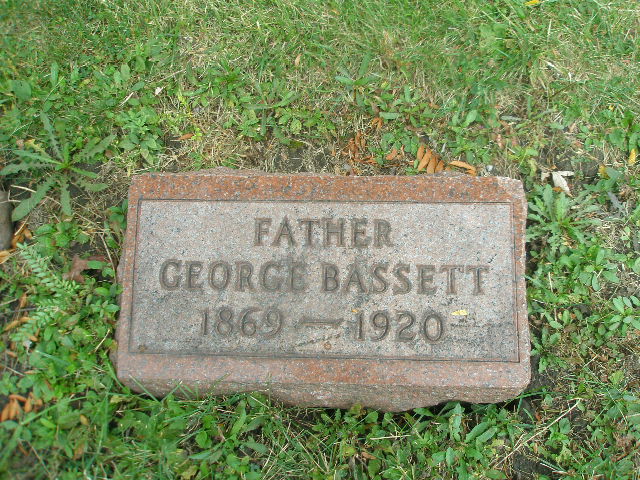 FATHER
GEORGE BASSETT
1869 — 1920